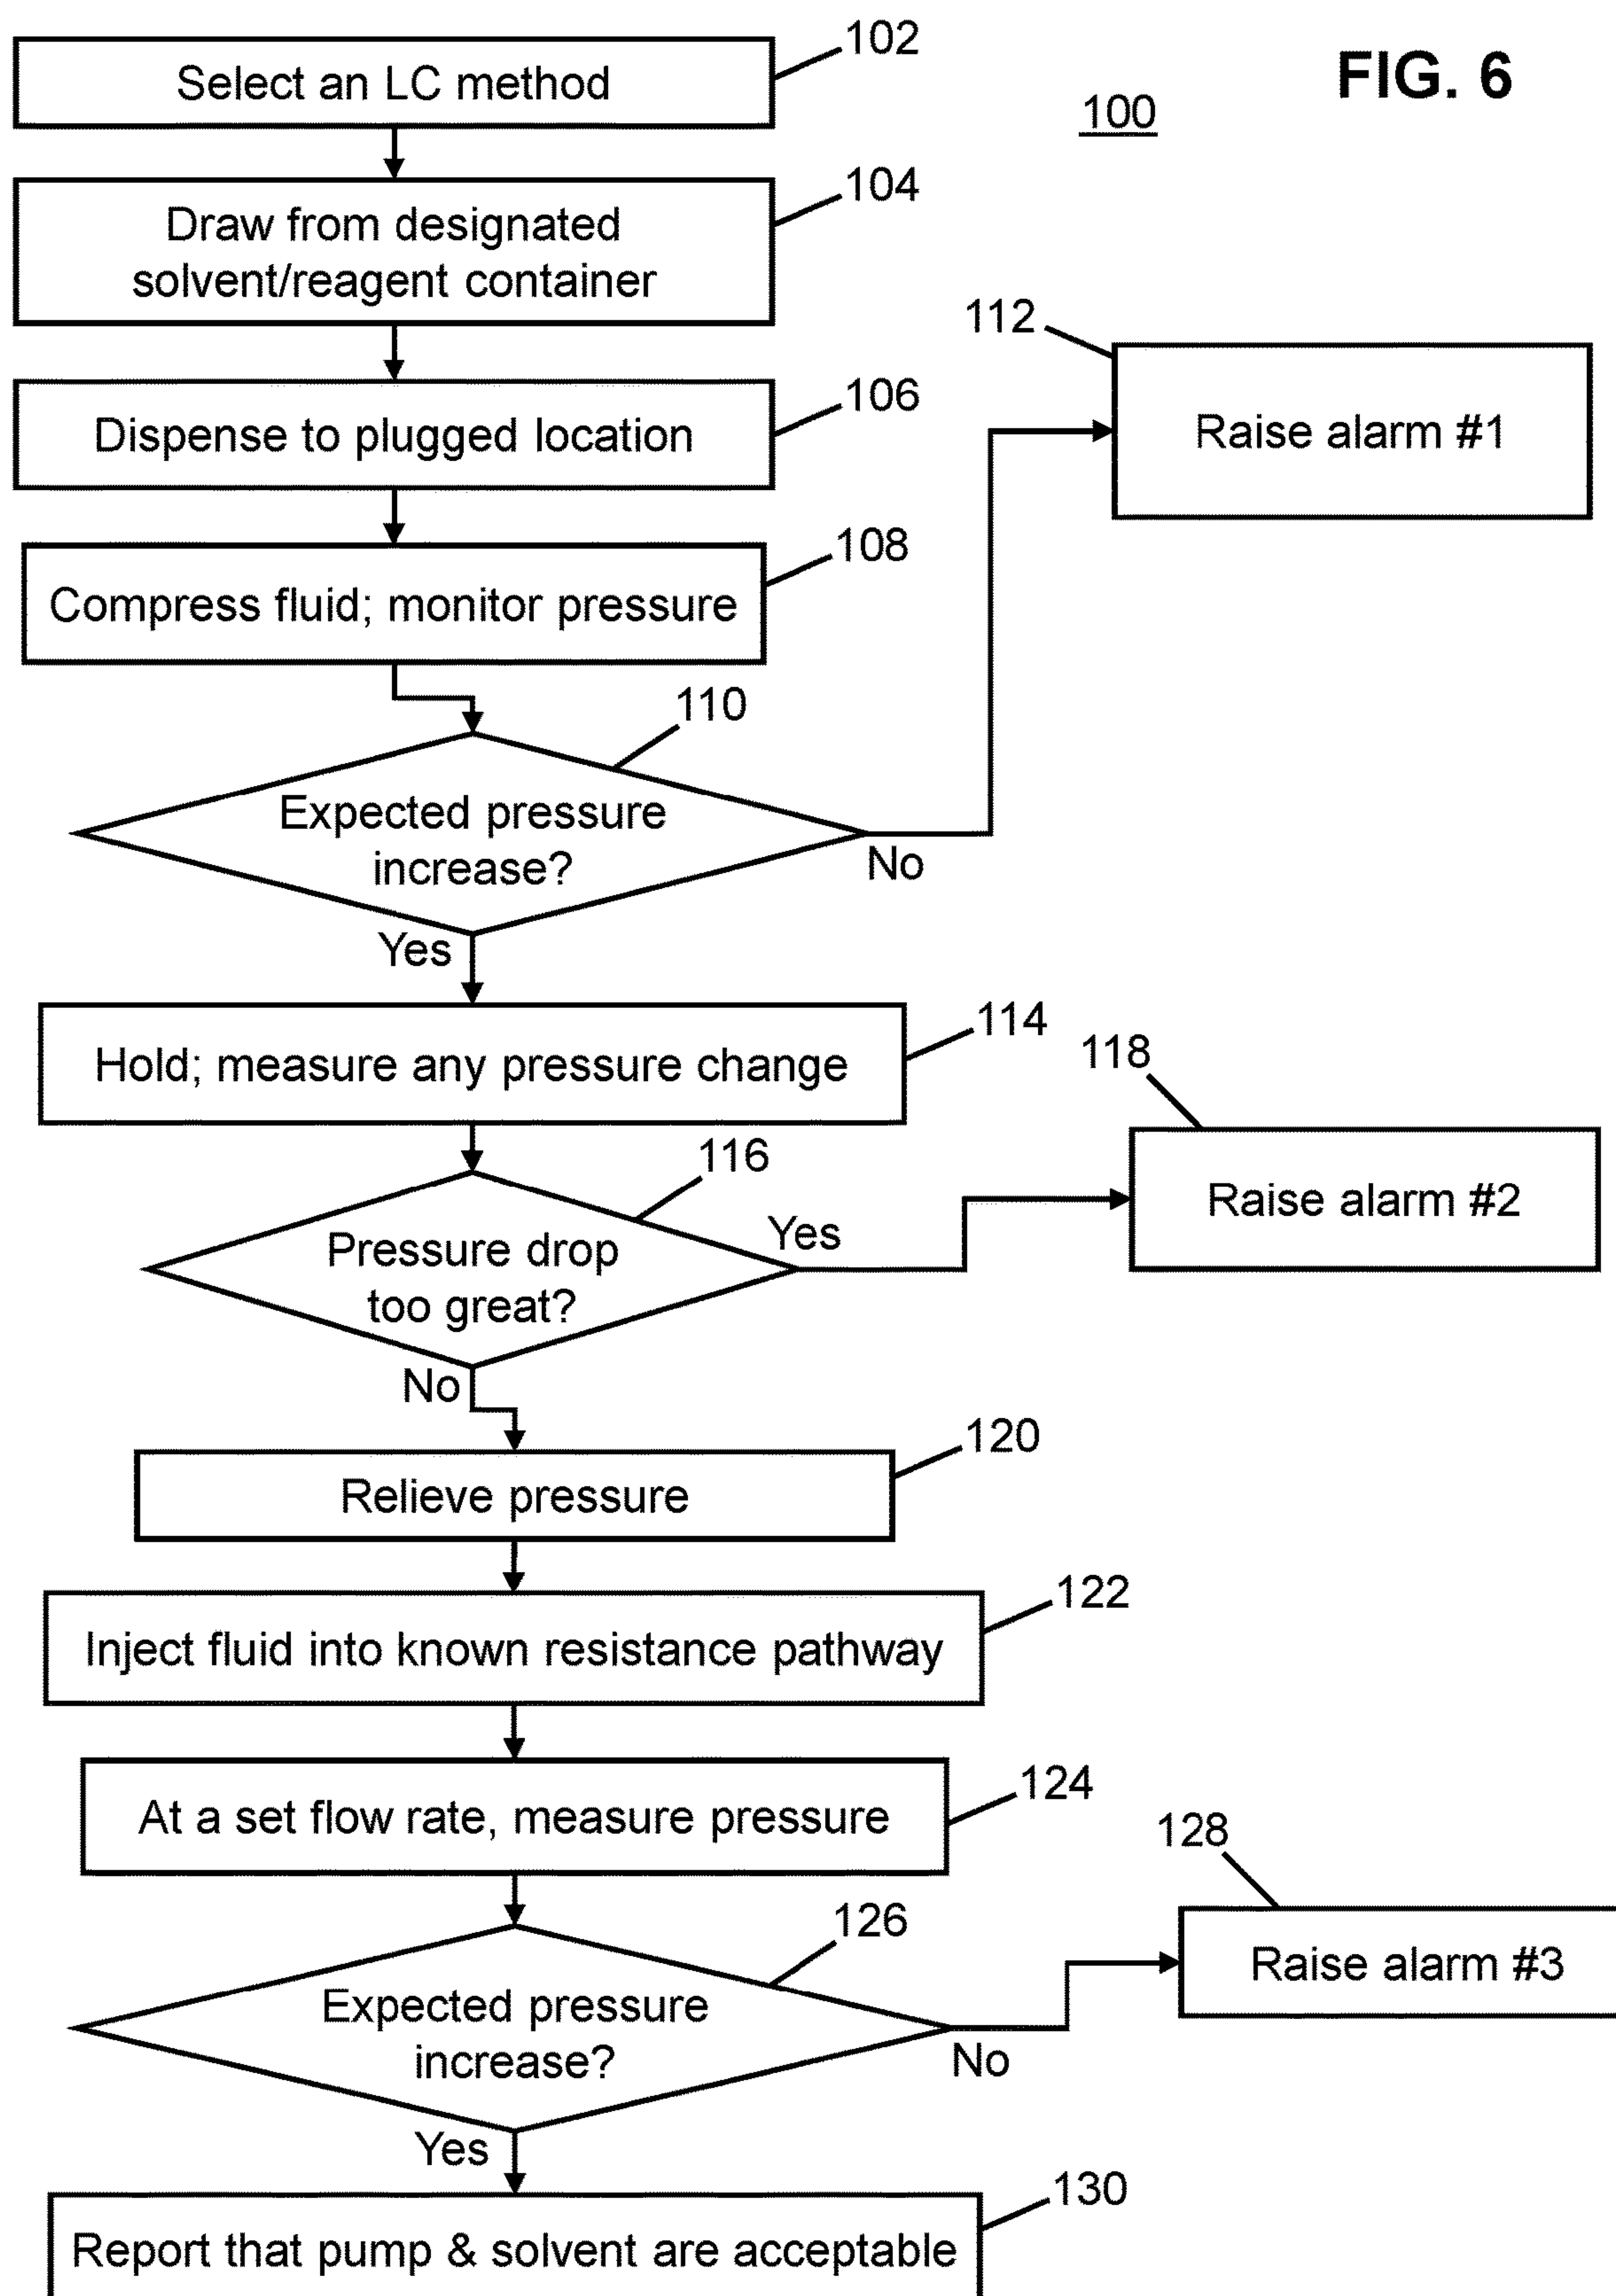 102
FIG. 6
Select an LC method
100
104
Draw from designated
solvent/reagent container
112
Raise alarm #1
106
Dispense to plugged location
108
Compress fluid; monitor pressure
110
Expected pressure
increase?
No
Yes
114
Hold; measure any pressure change
118
Raise alarm #2
116
Pressure drop
too great?
Yes
No
120
Relieve pressure
122
Inject fluid into known resistance pathway
124
At a set flow rate, measure pressure
128
Raise alarm #3
126
Expected pressure
increase?
No
Yes
130
Report that pump & solvent are acceptable